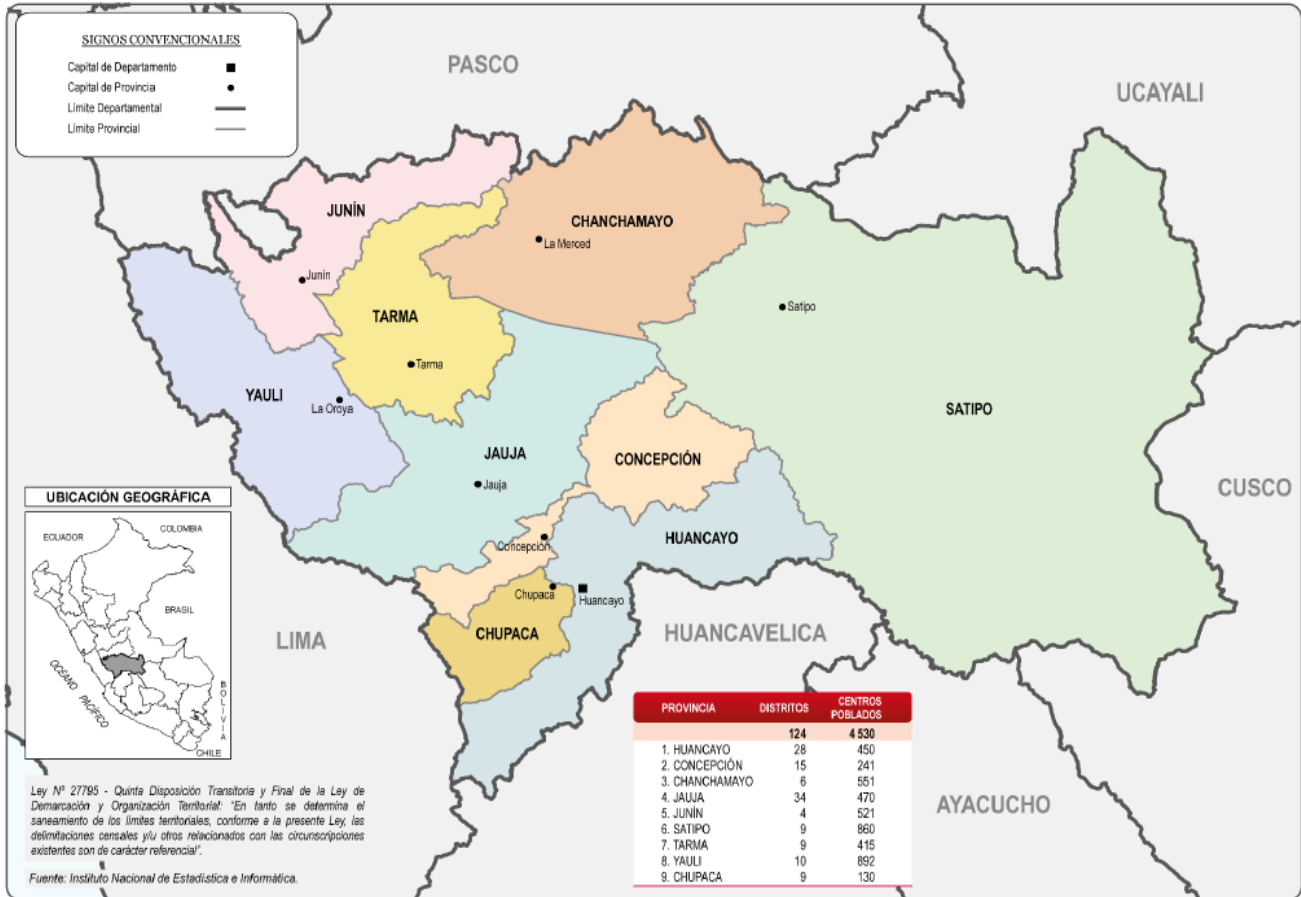 SIGNOS CONVENCIONALES
Capital de Departamento
Capital de Provincia
Límite Departamental
Límite Provincial
PASCO
UCAYALI
JUNÍN
CHANCHAMAYO
La Merced
Junín
Satipo
TARMA
Tarma
YAULI
La Oroya
SATIPO
JAUJA
CONCEPCIÓN
Jauja
CUSCO
HUANCAYO
Concepción
Chupaca
Huancayo
CHUPACA
LIMA
HUANCAVELICA
AYACUCHO
UBICACIÓN GEOGRÁFICA
ECUADOR
COLOMBIA
BRASIL
OCÉANO PACÍFICO
BOLIVIA
CHILE
PROVINCIA DISTRITOS CENTROS POBLADOS
124 4 530
1. HUANCAYO 28 450
2. CONCEPCIÓN 15 241
3. CHANCHAMAYO 6 551
4. JAUJA 34 470
5. JUNÍN 4 521
6. SATIPO 9 860
7. TARMA 9 415
8. YAULI 10 892
9. CHUPACA 9 130
Ley Nº 27795 - Quinta Disposición Transitoria y Final de la Ley de
Demarcación y Organización Territorial: "En tanto se determina el
saneamiento de los límites territoriales, conforme a la presente Ley, las
delimitaciones censales y/u otros relacionados con las circunscripciones
existentes son de carácter referencial".
Fuente: Instituto Nacional de Estadística e Informática.